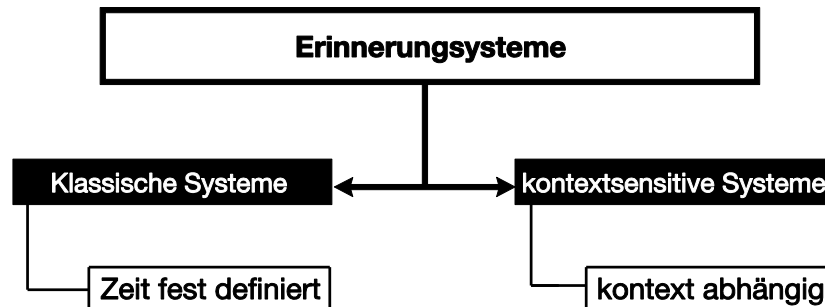 Erinnerungsysteme
Klassische Systeme
kontextsensitive Systeme
Zeit fest definiert
kontext abhängig